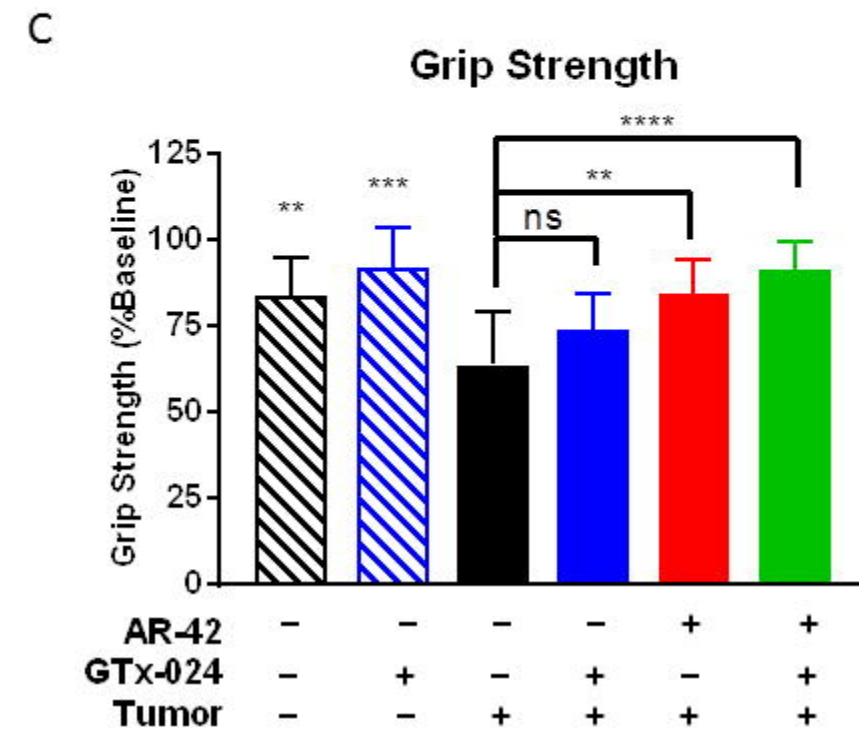 C
Grip Strength
****
125
**
***
**
ns
100
75
50
25
0
Grip Strength (%Baseline)
AR-42 – – – – + +
GTx-024 – + – + – +
Tumor – – + + + +